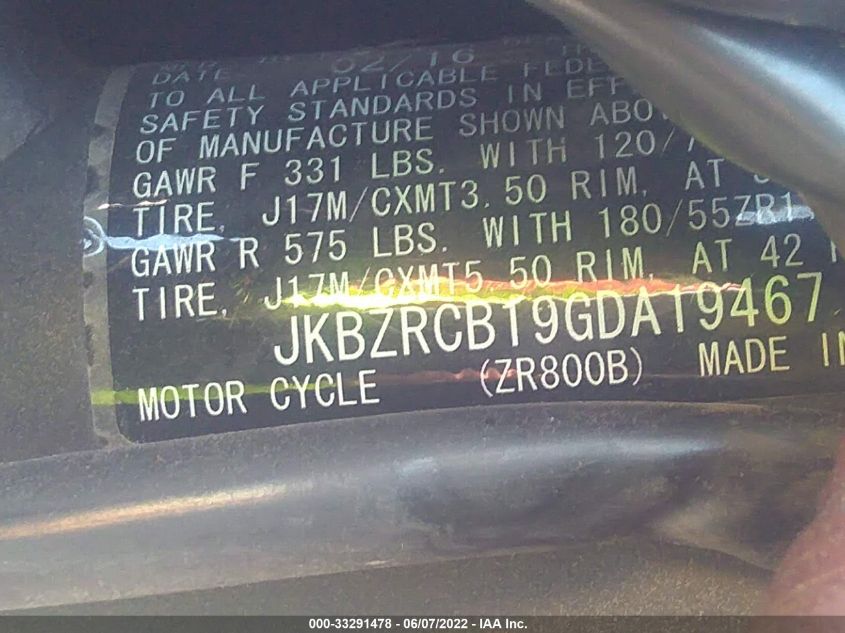 DATE 02/16
TO ALL APPLICABLE FEDE
SAFETY STANDARDS IN EFF
OF MANUFACTURE SHOWN ABO
GAWR F 331 LBS. WITH 120/7
TIRE, J17M/CXMT3.50 RIM, AT
GAWR R 575 LBS. WITH 180/55ZR1
TIRE, J17M/CXMT5.50 RIM, AT 42
JKBZRCB19GDA19467
MOTOR CYCLE (ZR800B) MADE IN
000-33291478 - 06/07/2022 - IAA Inc.